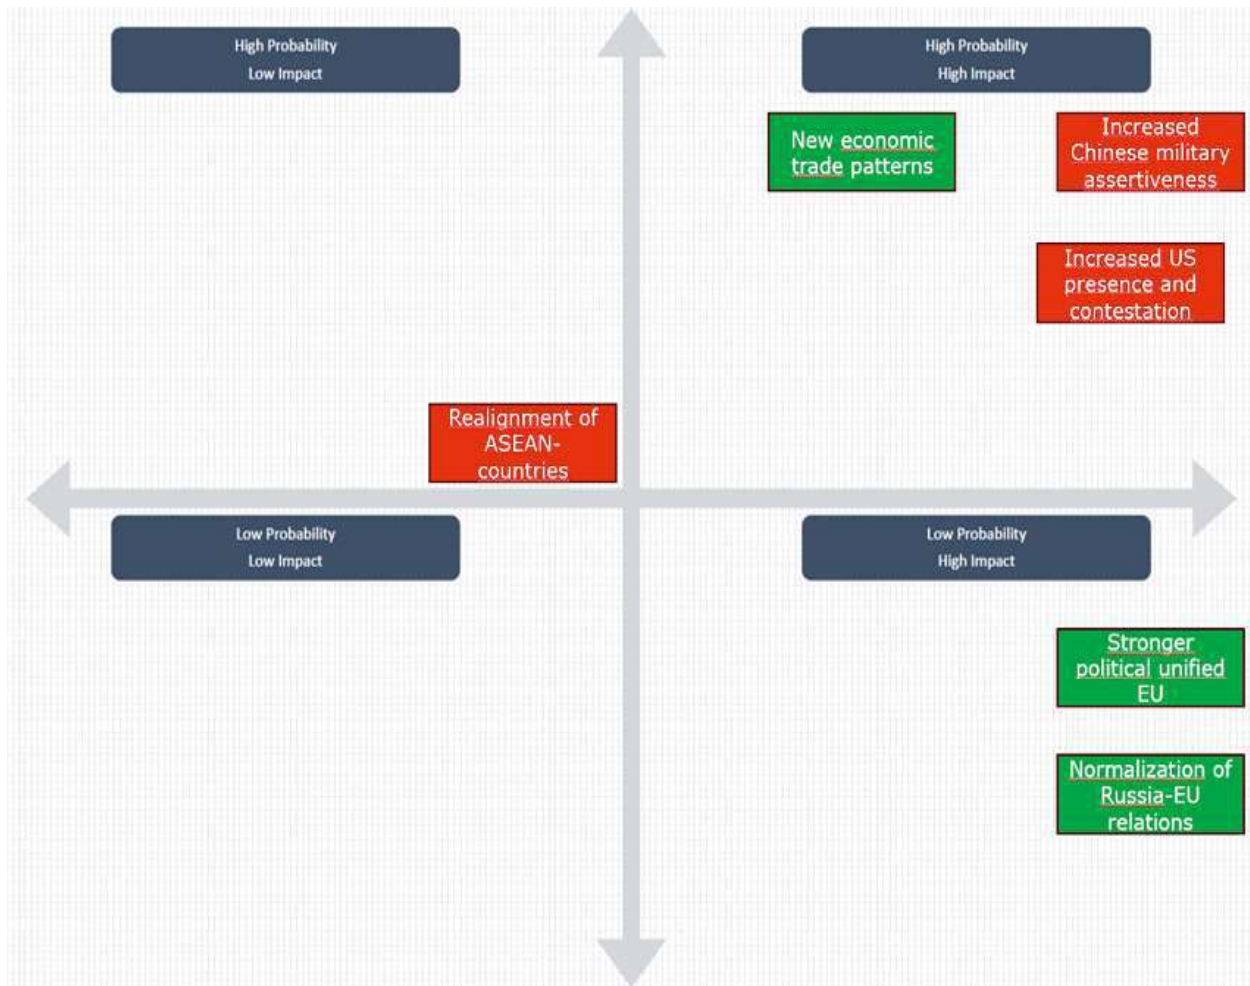 High Probability
Low Impact
High Probability
High Impact
New economic
trade patterns
Increased
Chinese military
assertiveness
Increased US
presence and
contestation
Realignment of
ASEAN-
countries
Low Probability
Low Impact
Low Probability
High Impact
Stronger
political unified
EU
Normalization of
Russia-EU
relations